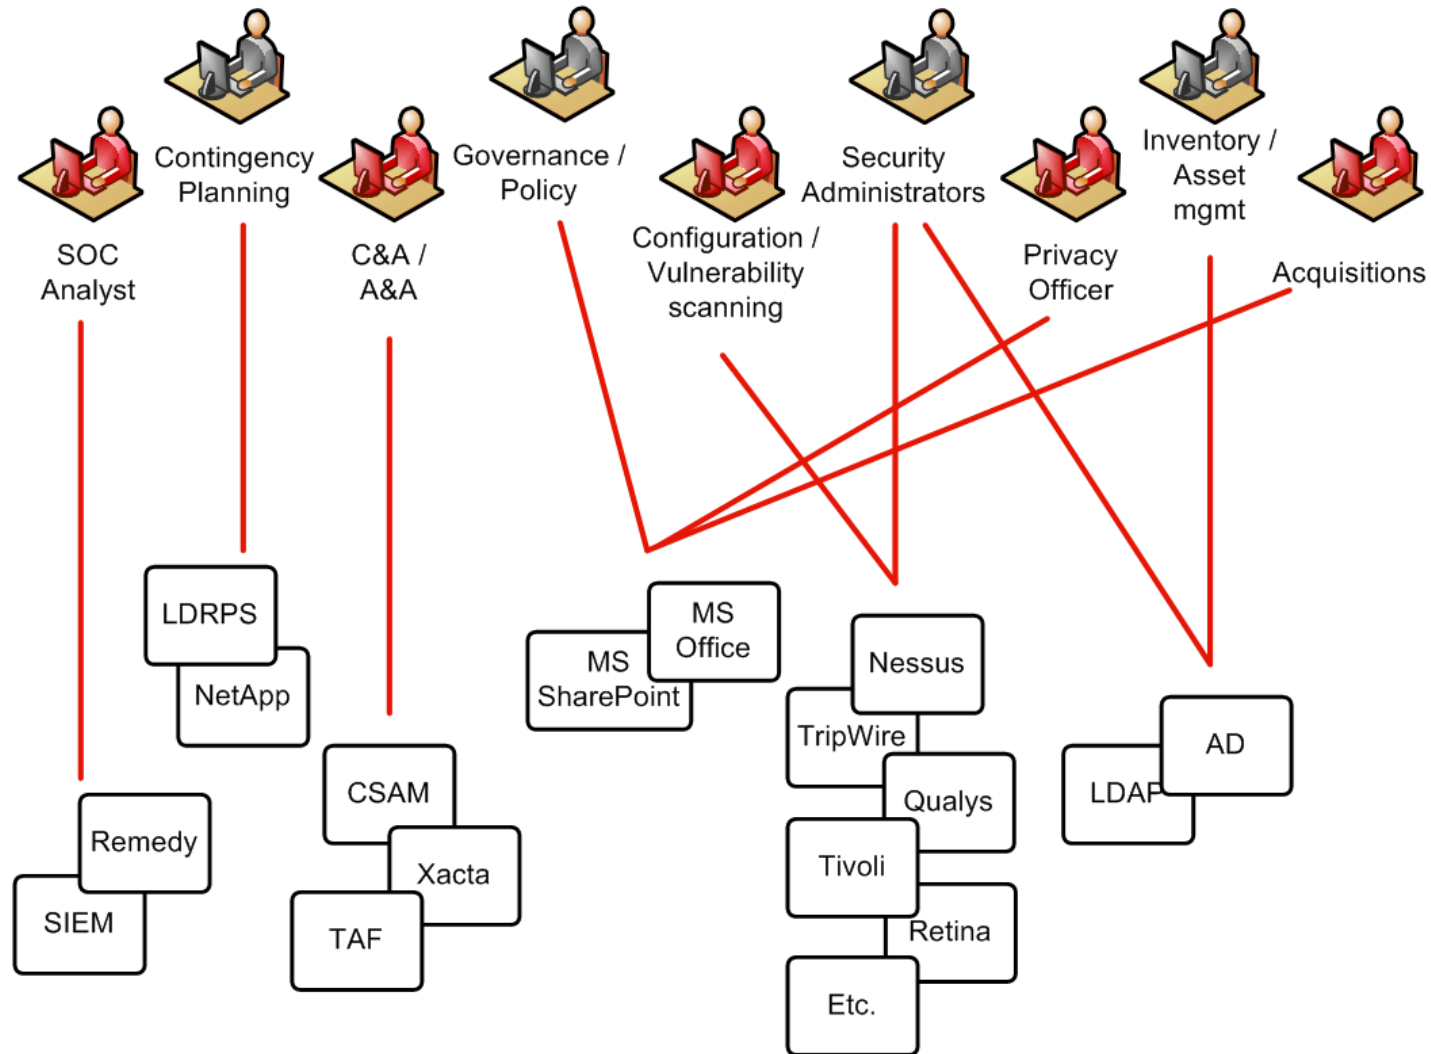 Contingency
Planning
Governance /
Policy
Security
Administrators
Inventory /
Asset
mgmt
SOC
Analyst
C&A /
A&A
Configuration /
Vulnerability
scanning
Privacy
Officer
Acquisitions
LDRPS
NetApp
MS
Office
MS
SharePoint
Nessus
TripWire
Qualys
Tivoli
Retina
Etc.
AD
LDAP
CSAM
Xacta
TAF
Remedy
SIEM